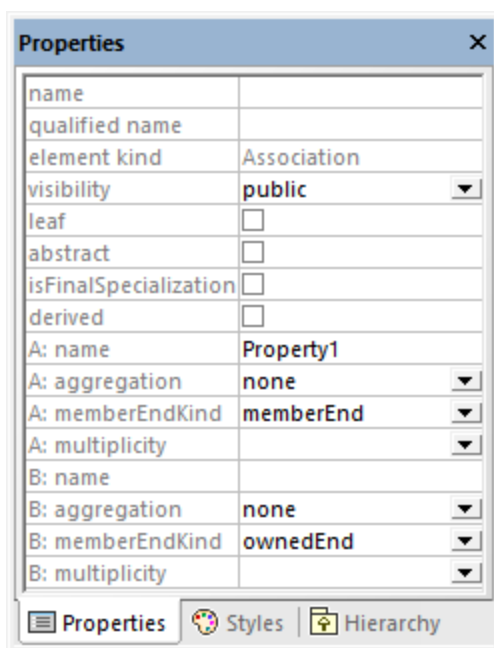 Properties
name
qualified name
element kind Association
visibility public
leaf
abstract
isFinalSpecialization
derived
A: name Property1
A: aggregation none
A: memberEndKind memberEnd
A: multiplicity
B: name
B: aggregation none
B: memberEndKind ownedEnd
B: multiplicity
Properties Styles Hierarchy